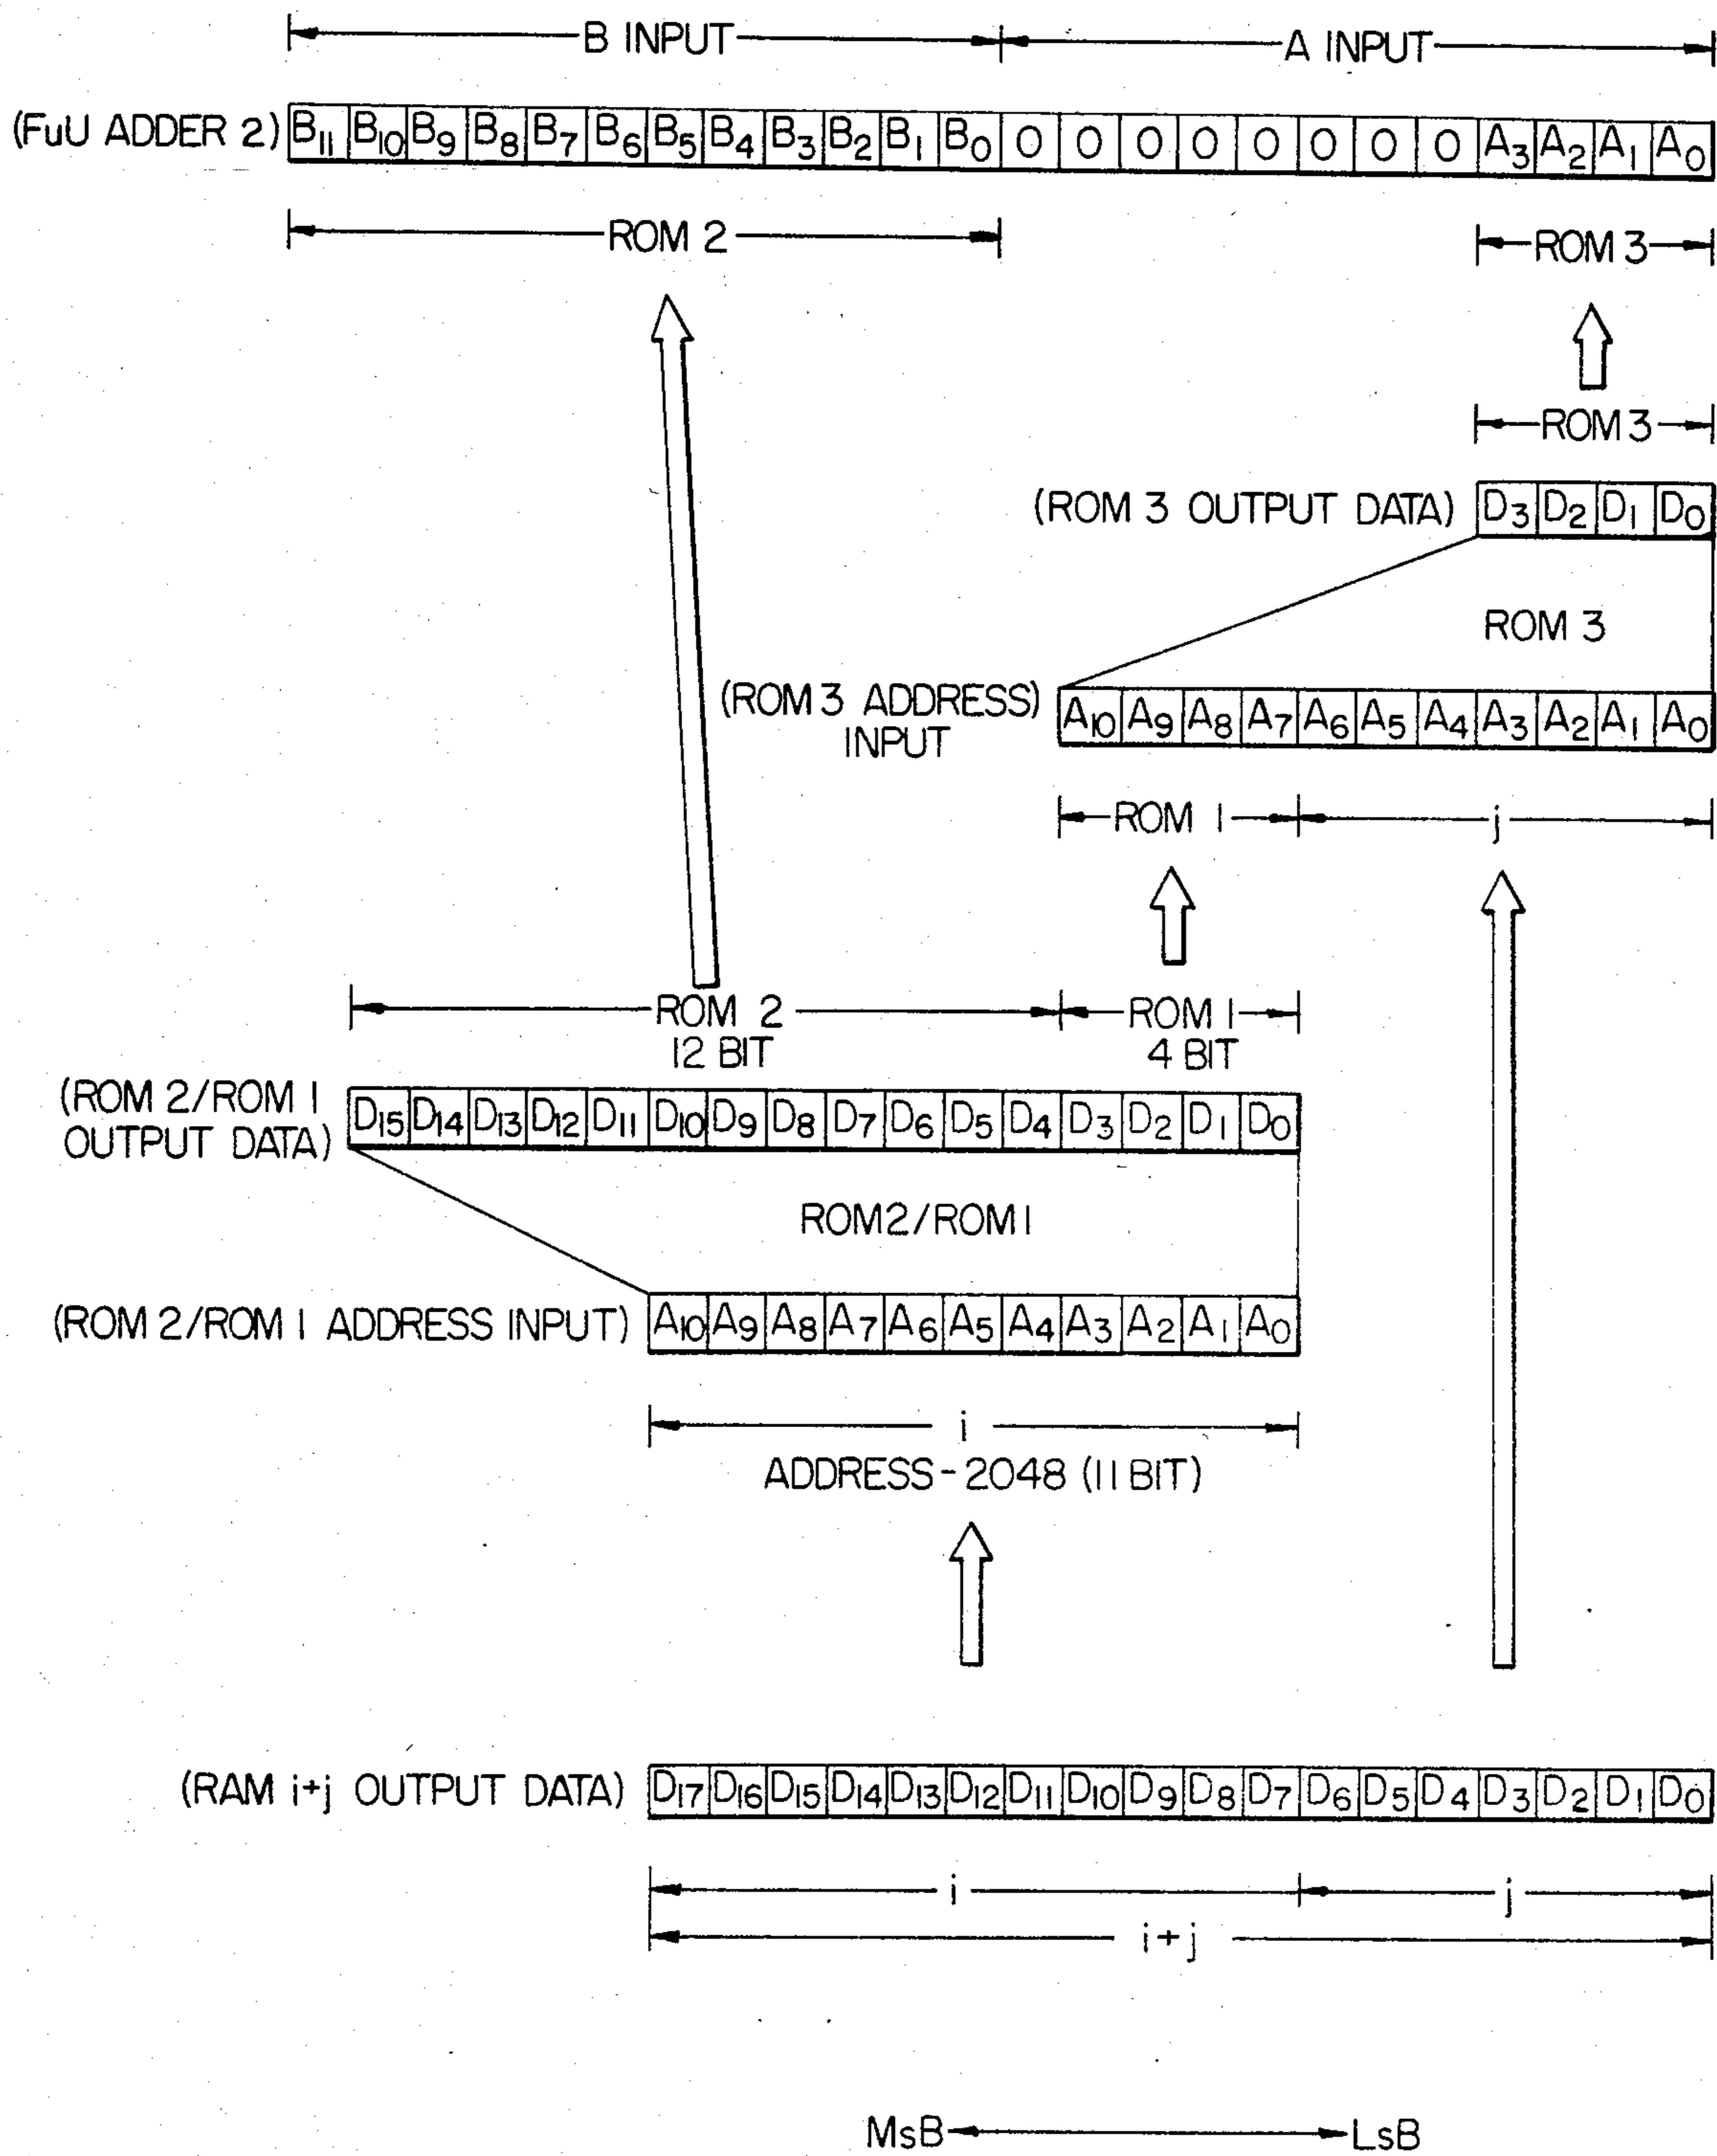 B INPUT A INPUT
(FuU ADDER 2) B11 B10 B9 B8 B7 B6 B5 B4 B3 B2 B1 B0 0 0 0 0 0 0 0 0 A3 A2 A1 A0
ROM 2 ROM 3
ROM 3
(ROM 3 OUTPUT DATA) D3 D2 D1 D0
ROM 3
(ROM 3 ADDRESS) A10 A9 A8 A7 A6 A5 A4 A3 A2 A1 A0
INPUT
ROM 1 j
ROM 2 ROM 1
12 BIT 4 BIT
(ROM 2/ROM 1 D15 D14 D13 D12 D11 D10 D9 D8 D7 D6 D5 D4 D3 D2 D1 D0
OUTPUT DATA)
ROM2/ROM1
(ROM 2/ROM 1 ADDRESS INPUT) A10 A9 A8 A7 A6 A5 A4 A3 A2 A1 A0
i
ADDRESS-2048 (11 BIT)
(RAM i+j OUTPUT DATA) D17 D16 D15 D14 D13 D12 D11 D10 D9 D8 D7 D6 D5 D4 D3 D2 D1 D0
i j
i+j
MsB LsB